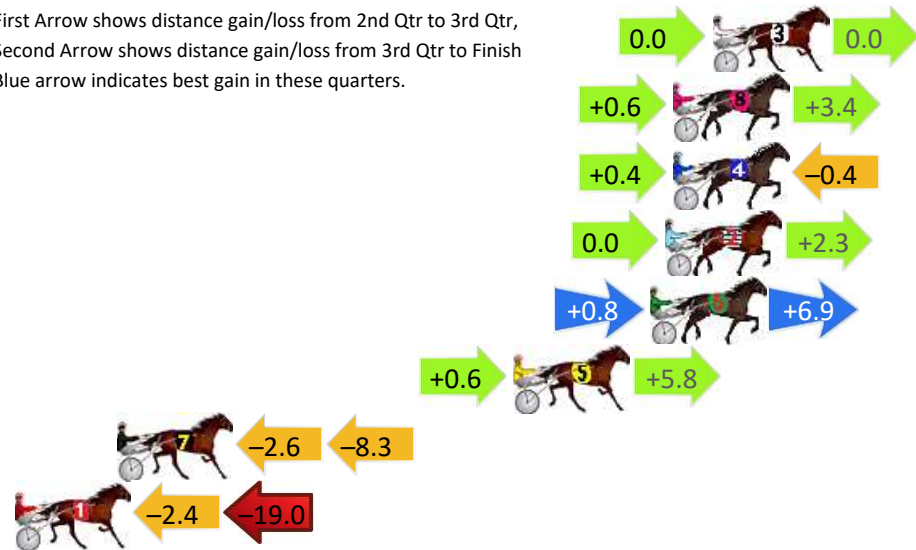 First Arrow shows distance gain/loss from 2nd Qtr to 3rd Qtr,
Second Arrow shows distance gain/loss from 3rd Qtr to Finish
Blue arrow indicates best gain in these quarters.
0.0 3 0.0
+0.6 8 +3.4
+0.4 4 –0.4
0.0 2 +2.3
+0.8 6 +6.9
+0.6 5 +5.8
7 –2.6 –8.3
1 –2.4 –19.0